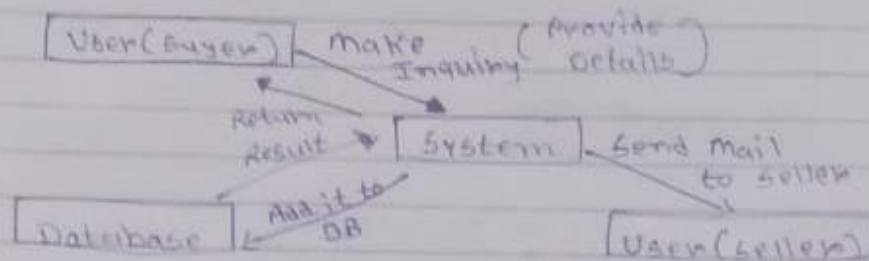 User(Buyer)
Make Inquiry
(Provide Details)
Return Result
System
Send Mail to seller
Add it to DB
Database
User(seller)